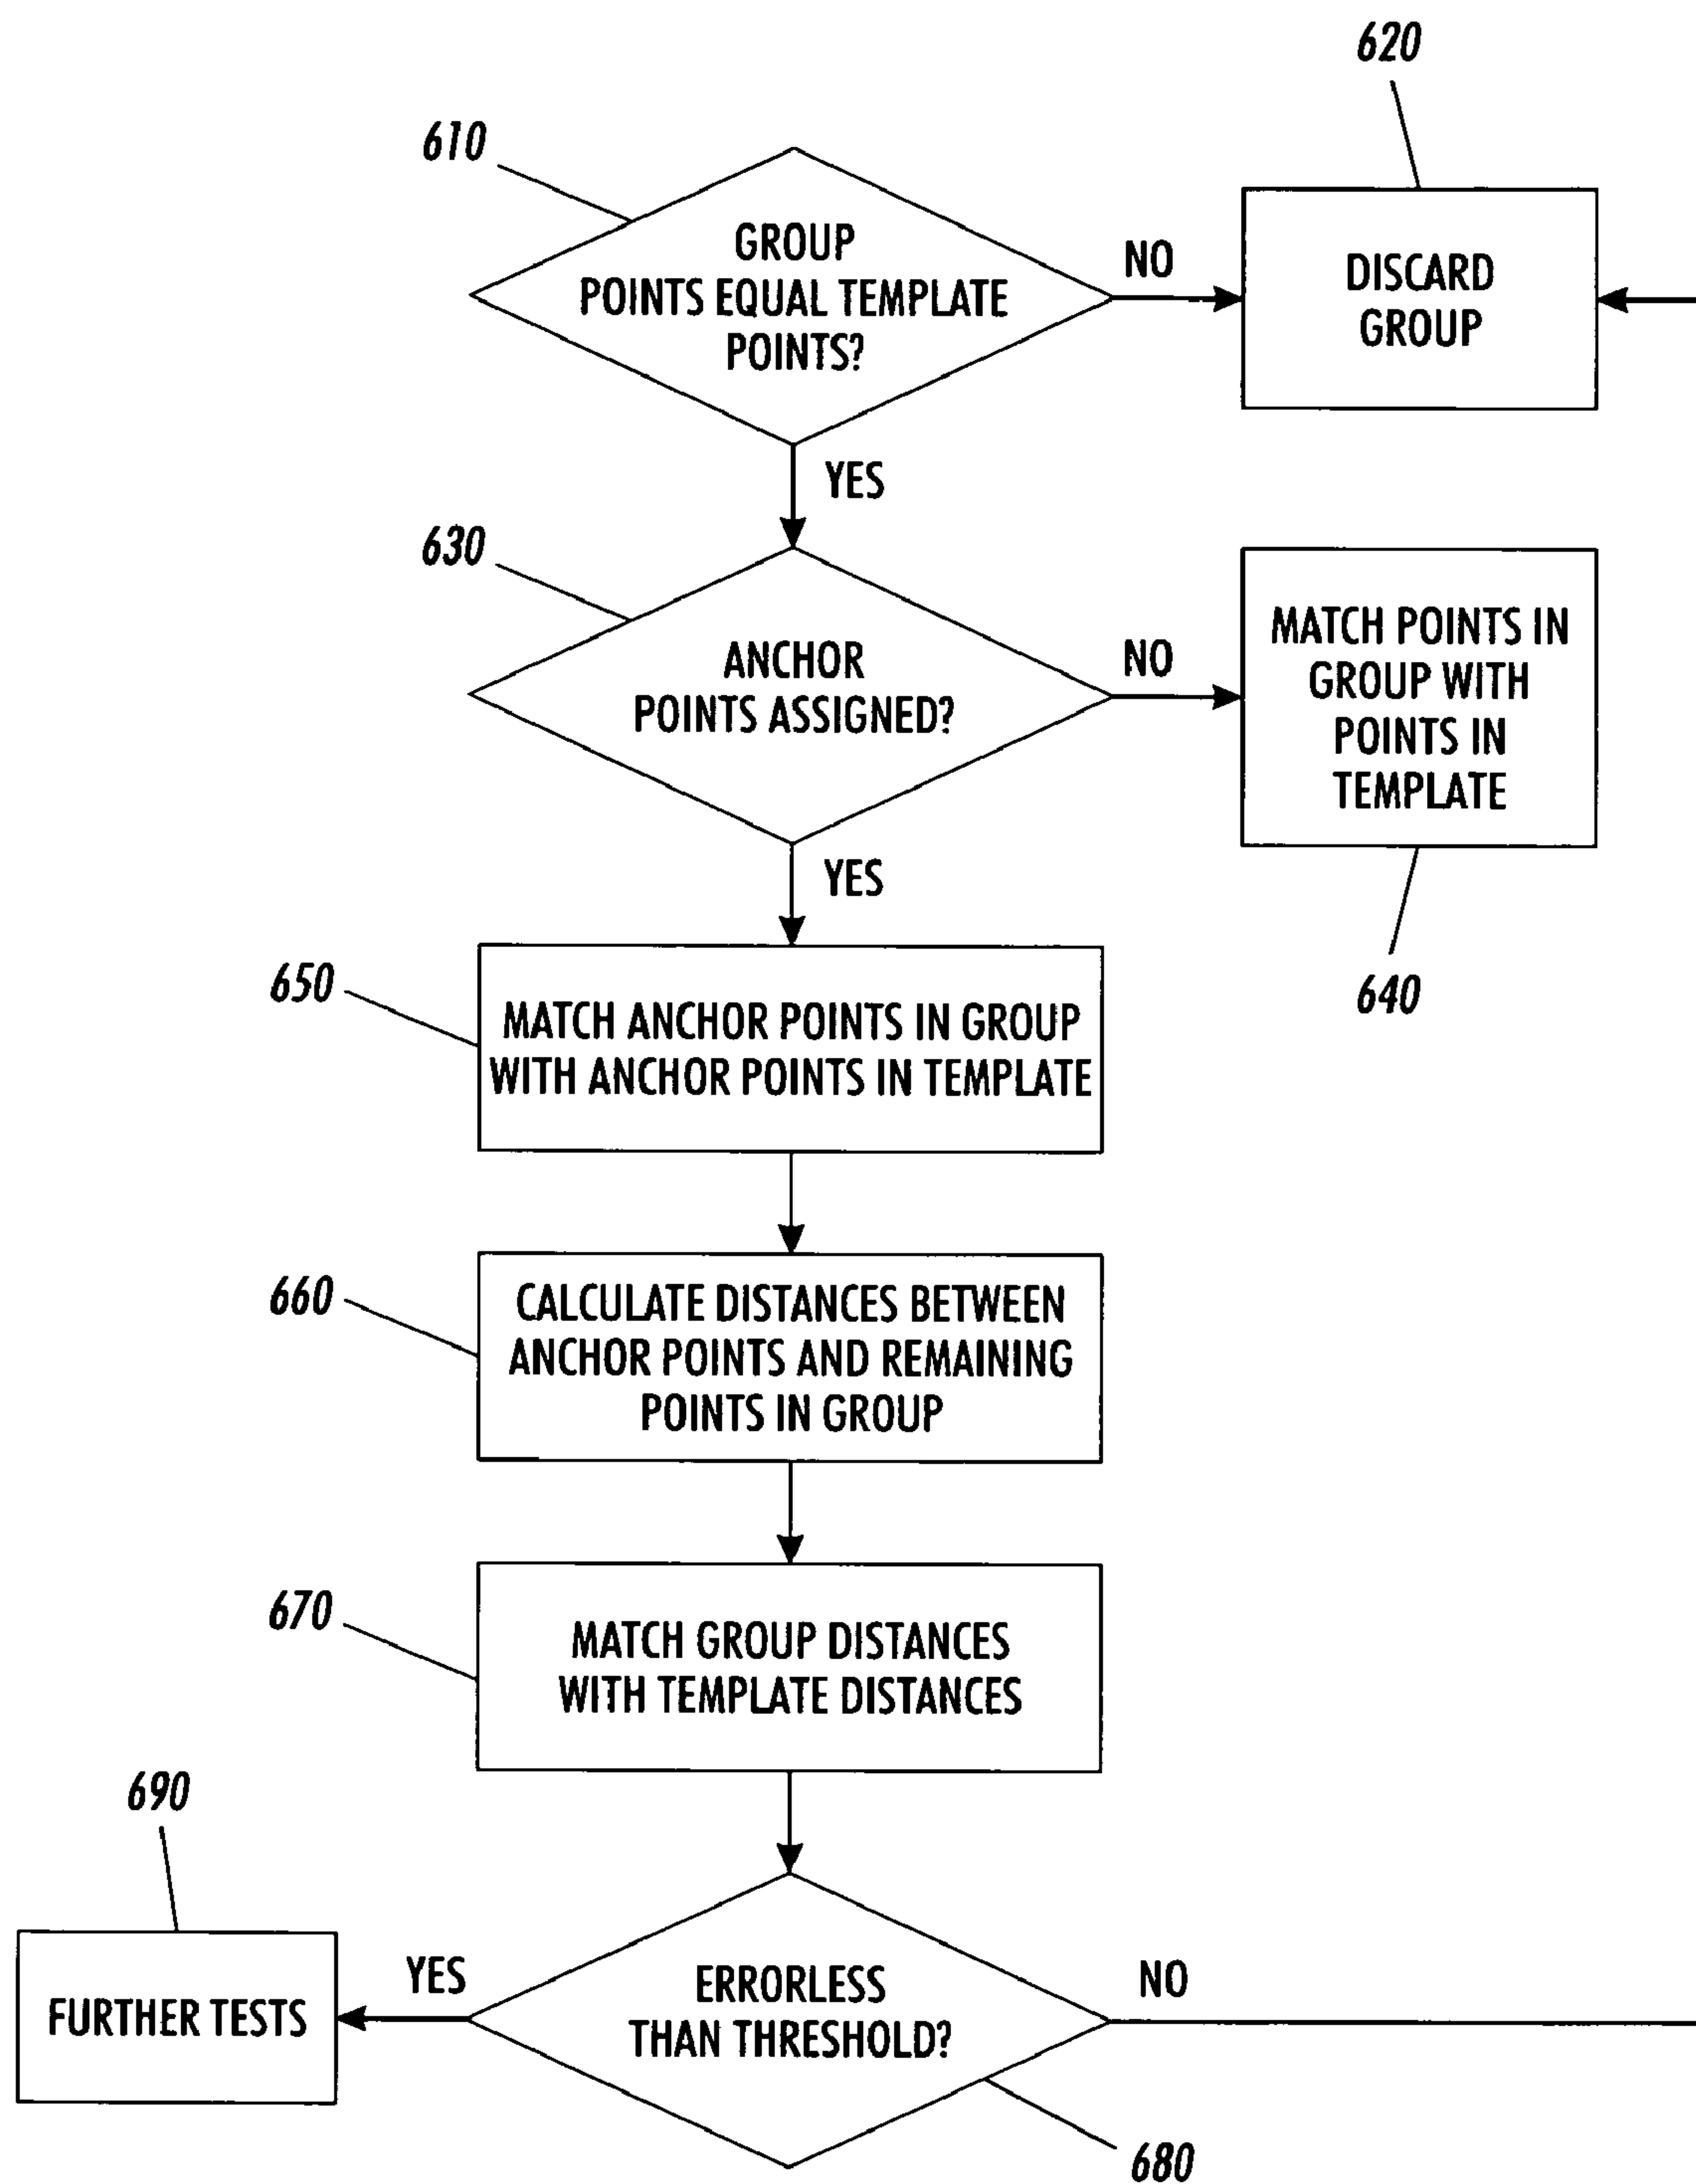 620
610
GROUP
POINTS EQUAL TEMPLATE
POINTS?
NO
DISCARD
GROUP
YES
630
ANCHOR
POINTS ASSIGNED?
NO
MATCH POINTS IN
GROUP WITH
POINTS IN
TEMPLATE
640
YES
650
MATCH ANCHOR POINTS IN GROUP
WITH ANCHOR POINTS IN TEMPLATE
660
CALCULATE DISTANCES BETWEEN
ANCHOR POINTS AND REMAINING
POINTS IN GROUP
670
MATCH GROUP DISTANCES
WITH TEMPLATE DISTANCES
690
FURTHER TESTS
YES
ERRORLESS
THAN THRESHOLD?
NO
680